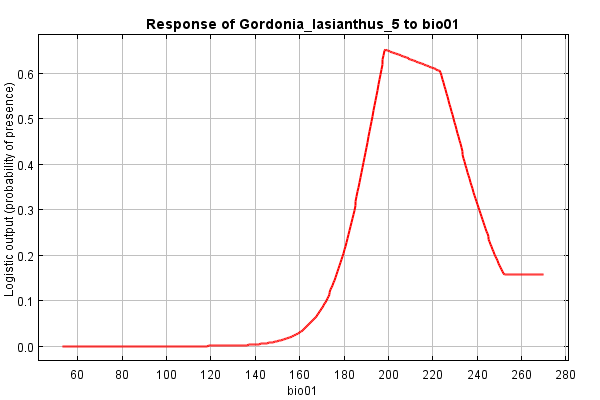 Response of Gordonia_lasianthus_5 to bio01
Logistic output (probability of presence)
0.6
0.5
0.4
0.3
0.2
0.1
0.0
60 80 100 120 140 160 180 200 220 240 260 280
bio01